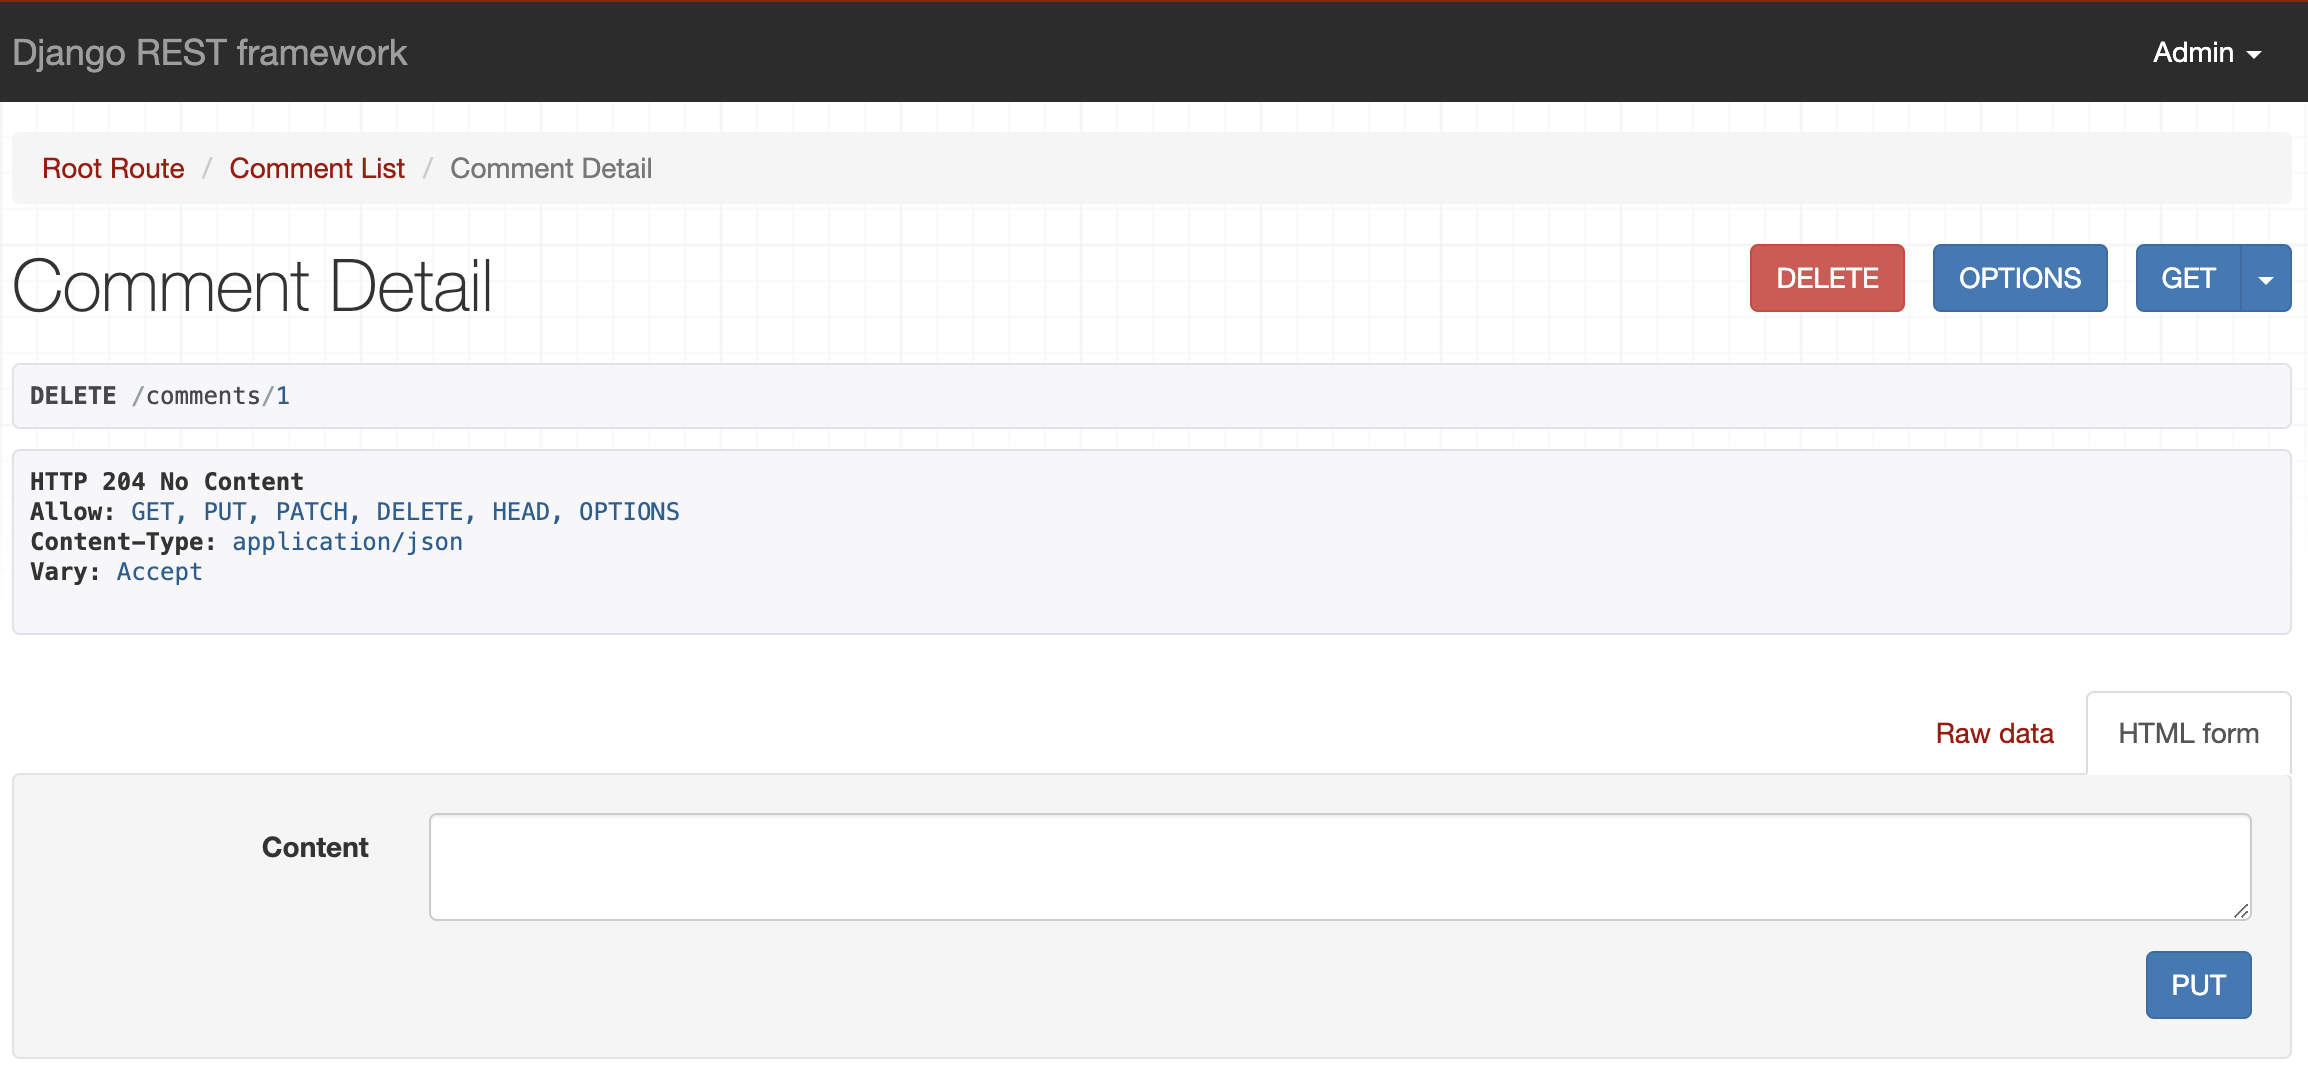 Django REST framework
Admin
Root Route / Comment List / Comment Detail
Comment Detail
DELETE
OPTIONS
GET
DELETE /comments/1
HTTP 204 No Content
Allow: GET, PUT, PATCH, DELETE, HEAD, OPTIONS
Content-Type: application/json
Vary: Accept
Raw data
HTML form
Content
PUT